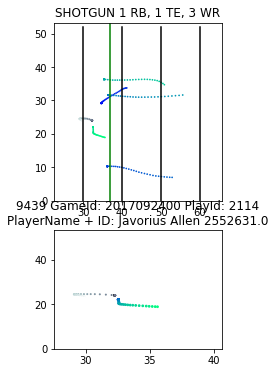 SHOTGUN 1 RB, 1 TE, 3 WR
50
40
30
20
10
0
30 40 50 60
9439 GameId: 2017092400 PlayId: 2114
PlayerName + ID: Javorius Allen 2552631.0
40
20
0
30 35 40